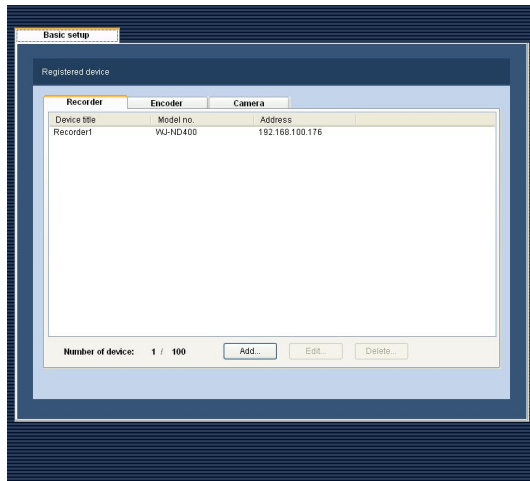 Basic setup
Registered device
Recorder Encoder Camera
Device title Model no. Address
Recorder1 WJ-ND400 192.168.100.176
Number of device: 1 / 100 Add... Edit... Delete...